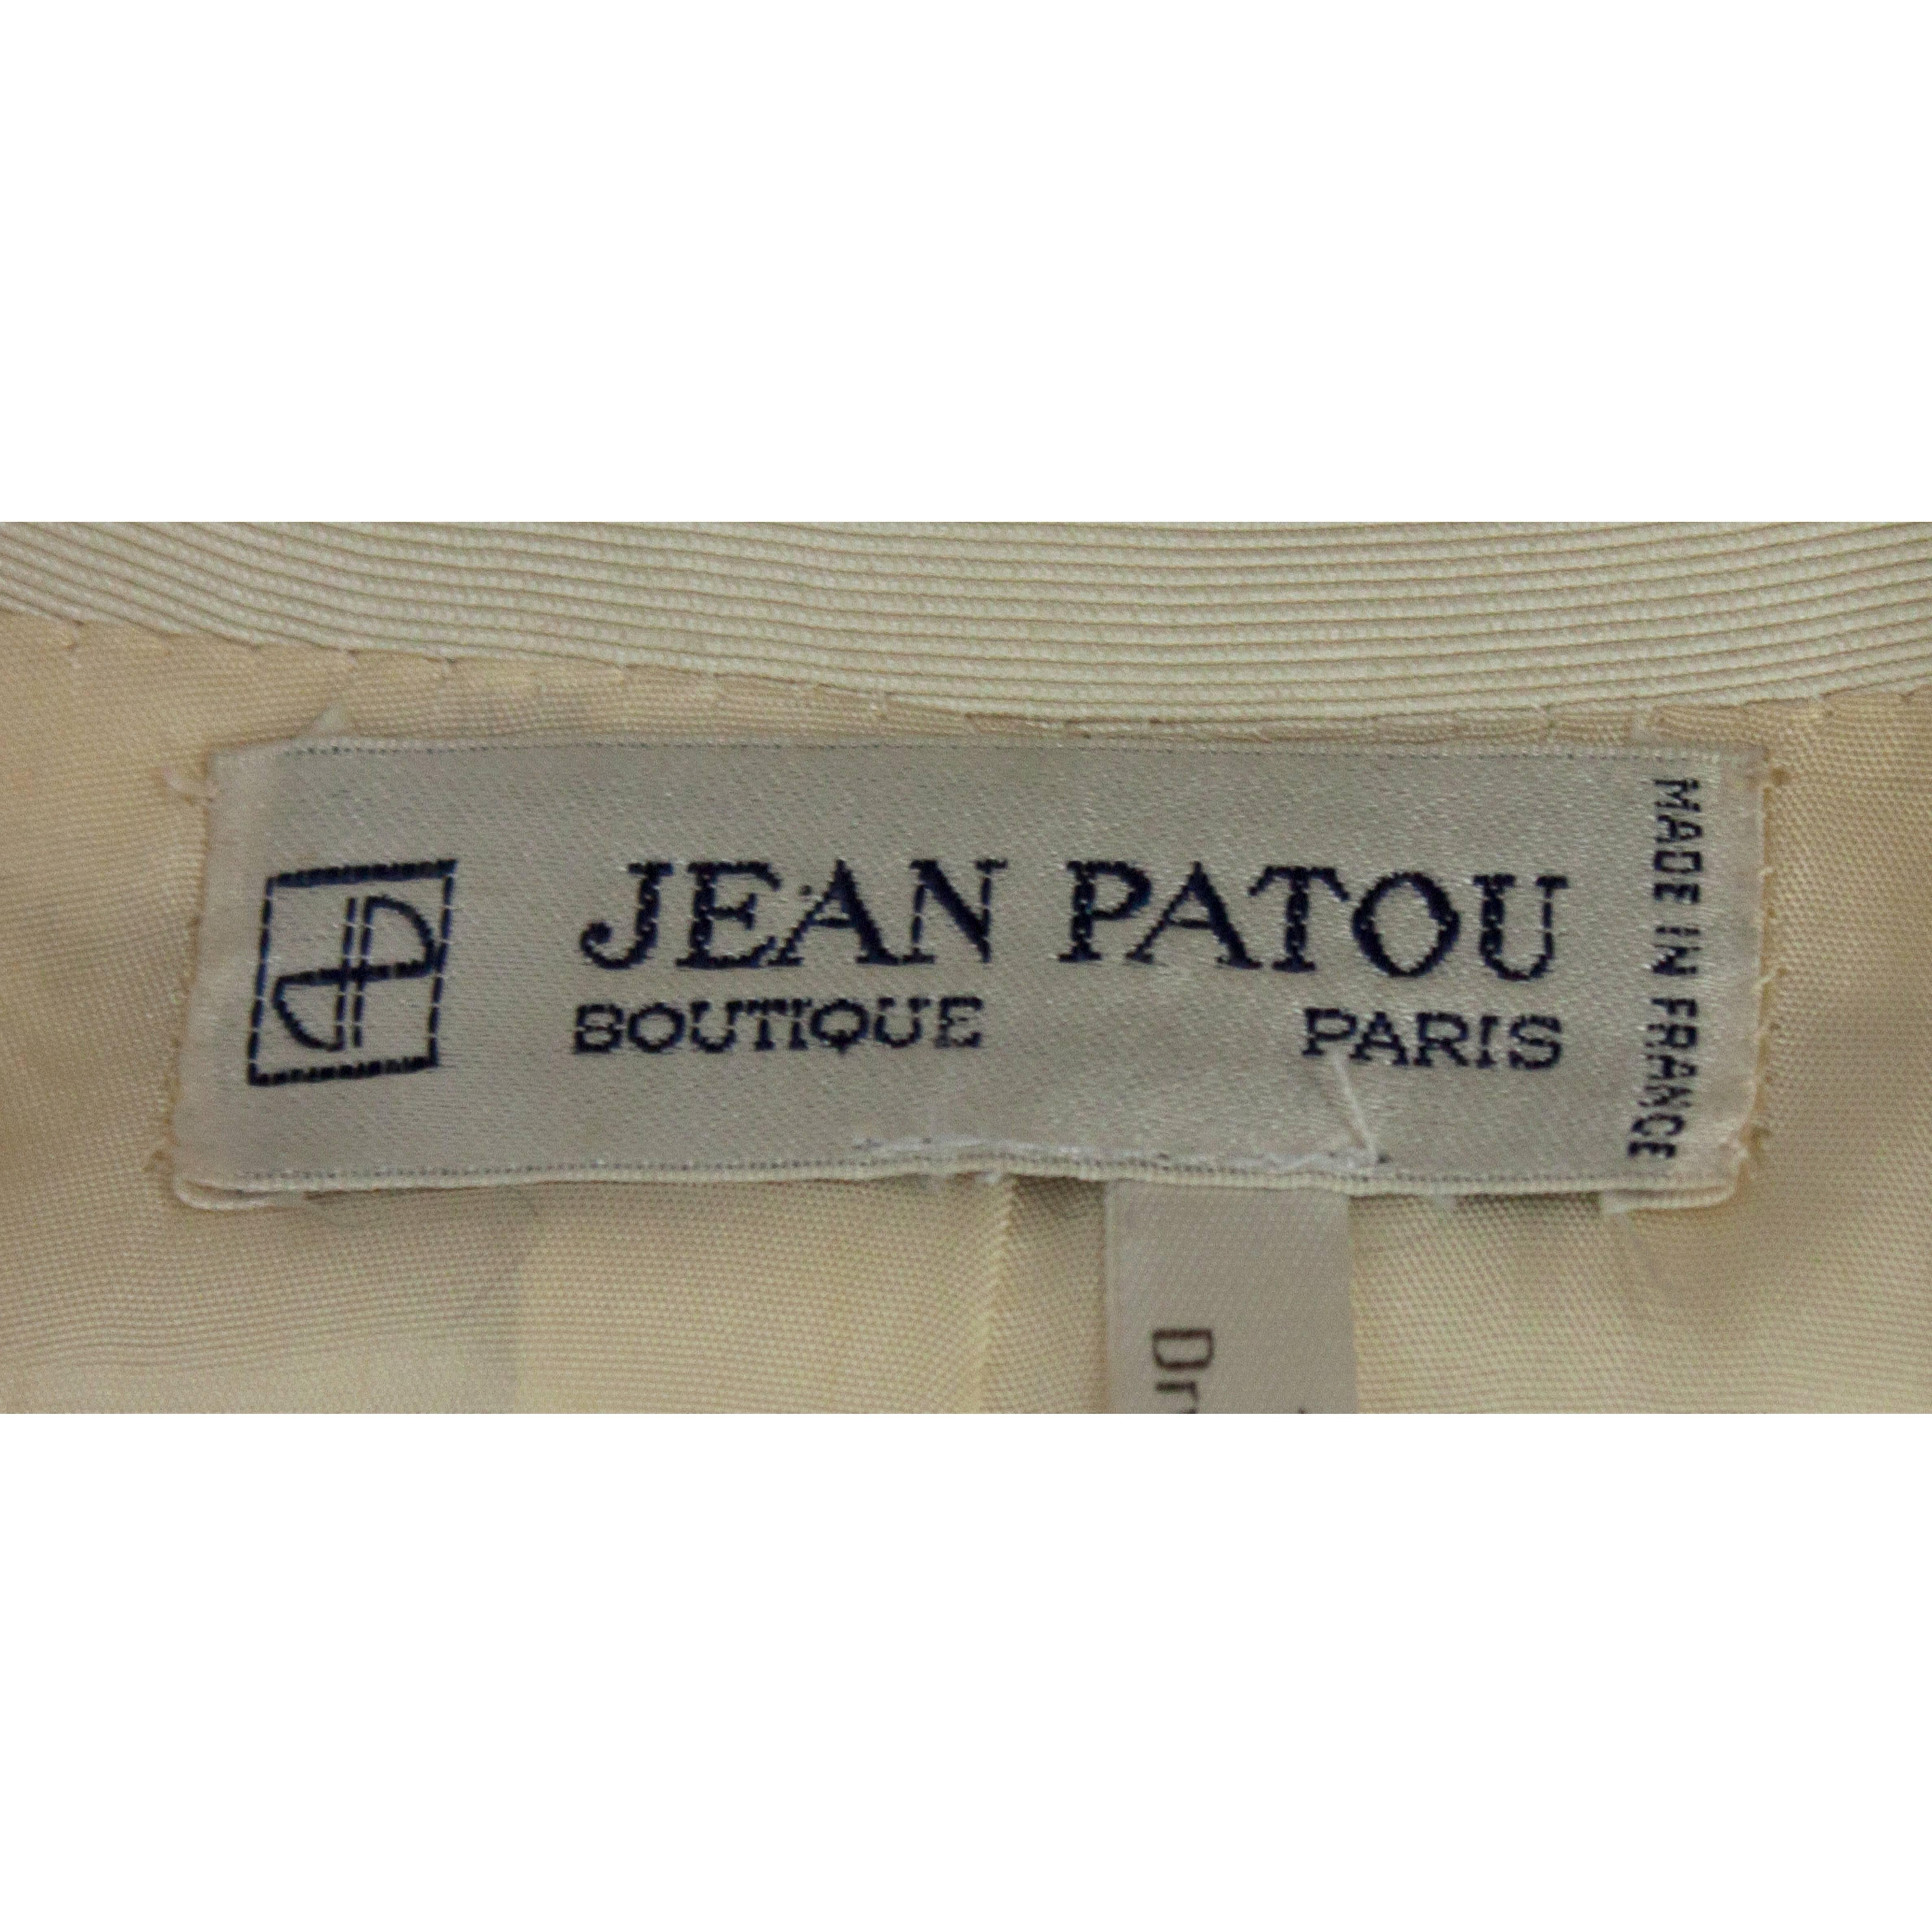 JEAN PATOU
BOUTIQUE PARIS
MADE IN FRANCE